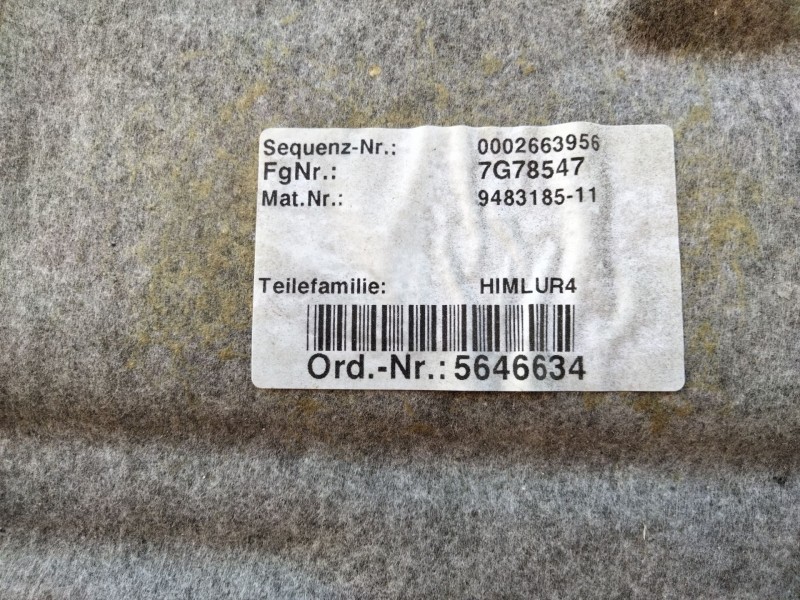 Sequenz-Nr.: 0002663956
FgNr.: 7G78547
Mat.Nr.: 9483185-11
Teilefamilie: HIMLUR4
Ord.-Nr.: 5646634